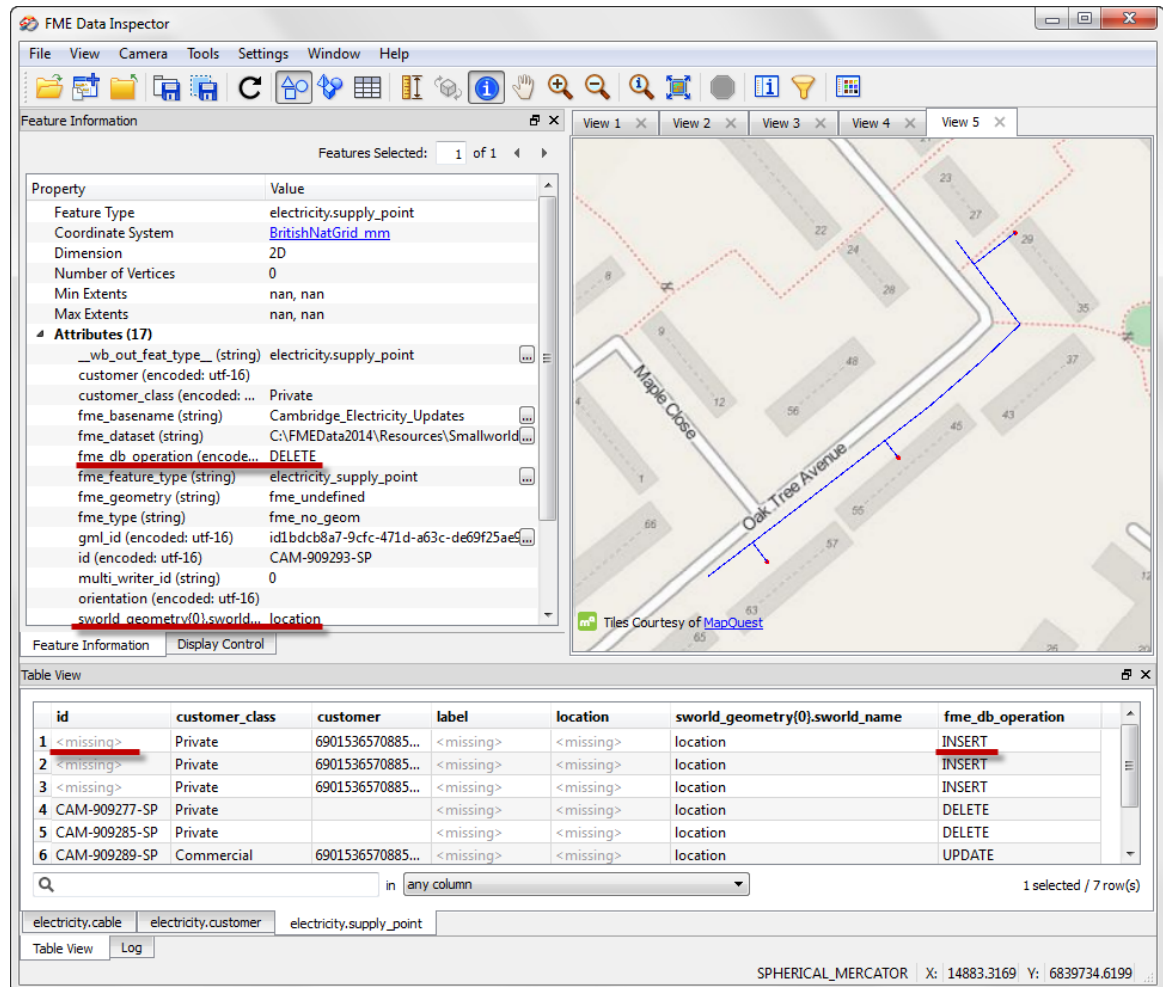 FME Data Inspector
File View Camera Tools Settings Window Help
Feature Information
Features Selected: 1 of 1
Property Value
Feature Type electricity.supply_point
Coordinate System BritishNatGrid_mm
Dimension 2D
Number of Vertices 0
Min Extents nan, nan
Max Extents nan, nan
Attributes (17)
__wb_out_feat_type__ (string) electricity.supply_point ...
customer (encoded: utf-16)
customer_class (encoded: ... Private
fme_basename (string) Cambridge_Electricity_Updates ...
fme_dataset (string) C:\FMEData2014\Resources\Smallworld ...
fme_db_operation (encode... DELETE
fme_feature_type (string) electricity_supply_point ...
fme_geometry (string) fme_undefined
fme_type (string) fme_no_geom
gml_id (encoded: utf-16) id1bdcb8a7-9cfc-471d-a63c-de69f25ae9 ...
id (encoded: utf-16) CAM-909293-SP
multi_writer_id (string) 0
orientation (encoded: utf-16)
sworld_geometry{0}.sworld... location
Feature Information Display Control
View 1 View 2 View 3 View 4 View 5
23
27
22
29
24
8
28
35
9
48
37
Maple Close
4
12
56
43
45
1
Oak Tree Avenue
55
66
57
12
63
Tiles Courtesy of MapQuest
65
26
20
Table View
id customer_class customer label location sworld_geometry{0}.sworld_name fme_db_operation
1 <missing> Private 6901536570885... <missing> <missing> location INSERT
2 <missing> Private 6901536570885... <missing> <missing> location INSERT
3 <missing> Private 6901536570885... <missing> <missing> location INSERT
4 CAM-909277-SP Private <missing> <missing> location DELETE
5 CAM-909285-SP Private <missing> <missing> location DELETE
6 CAM-909289-SP Commercial 6901536570885... <missing> <missing> location UPDATE
in any column 1 selected / 7 row(s)
electricity.cable electricity.customer electricity.supply_point
Table View Log
SPHERICAL_MERCATOR X: 14883.3169 Y: 6839734.6199